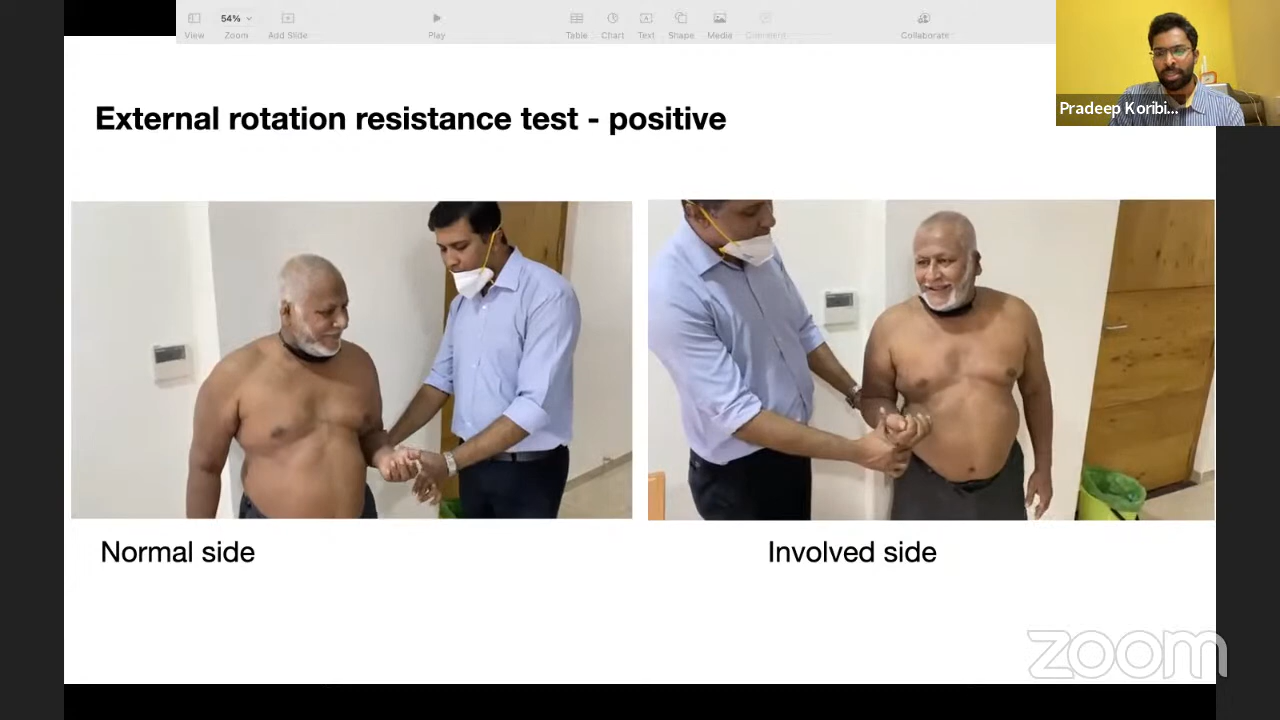 54%
View
Zoom
Add Slide
Play
Table
Chart
Text
Shape
Media
Comment
Collaborate
Pradeep Koribi...
External rotation resistance test - positive
Normal side
Involved side
zoom